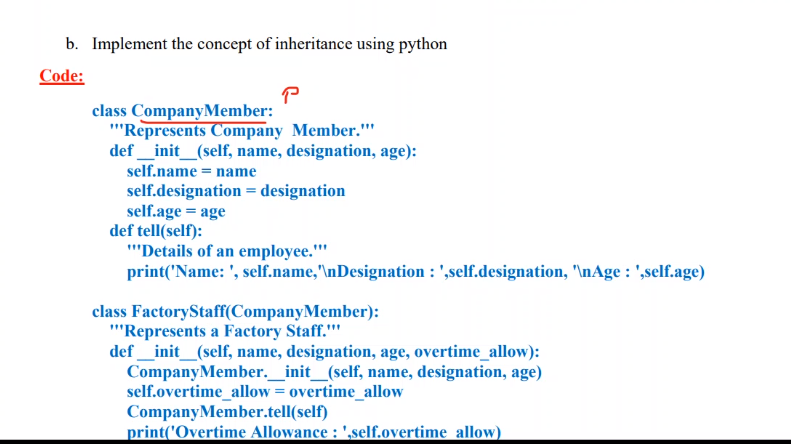 b. Implement the concept of inheritance using python
Code:
P
class CompanyMember:
'''Represents Company Member.'''
def __init__(self, name, designation, age):
self.name = name
self.designation = designation
self.age = age
def tell(self):
'''Details of an employee.'''
print('Name: ', self.name,'\nDesignation : ',self.designation, '\nAge : ',self.age)
class FactoryStaff(CompanyMember):
'''Represents a Factory Staff.'''
def __init__(self, name, designation, age, overtime_allow):
CompanyMember.__init__(self, name, designation, age)
self.overtime_allow = overtime_allow
CompanyMember.tell(self)
print('Overtime Allowance : ',self.overtime_allow)